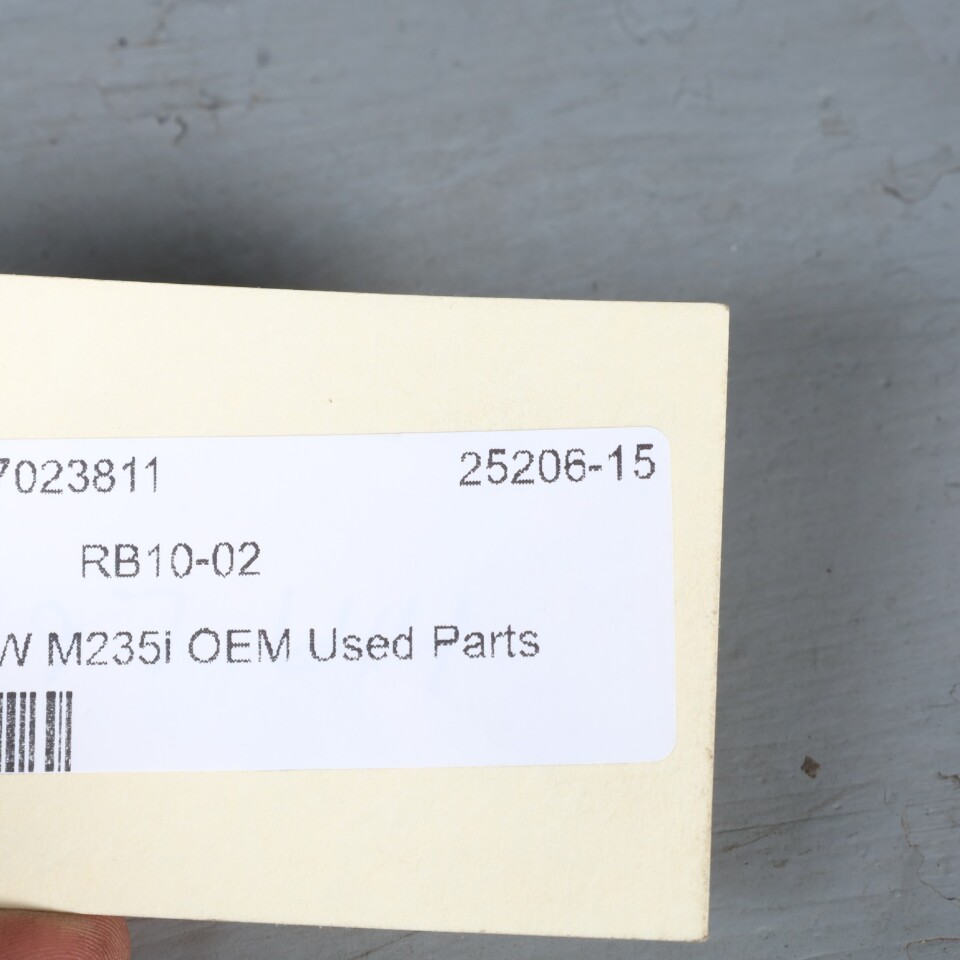 7023811 25206-15
RB10-02
W M235i OEM Used Parts